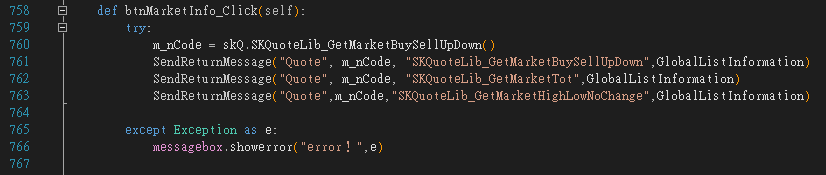 758 def btnMarketInfo_Click(self):
759 try:
760 m_nCode = skQ.SKQuoteLib_GetMarketBuySellUpDown()
761 SendReturnMessage("Quote", m_nCode, "SKQuoteLib_GetMarketBuySellUpDown",GlobalListInformation)
762 SendReturnMessage("Quote", m_nCode, "SKQuoteLib_GetMarketTot",GlobalListInformation)
763 SendReturnMessage("Quote",m_nCode,"SKQuoteLib_GetMarketHighLowNoChange",GlobalListInformation)
764
765 except Exception as e:
766 messagebox.showerror("error！",e)
767